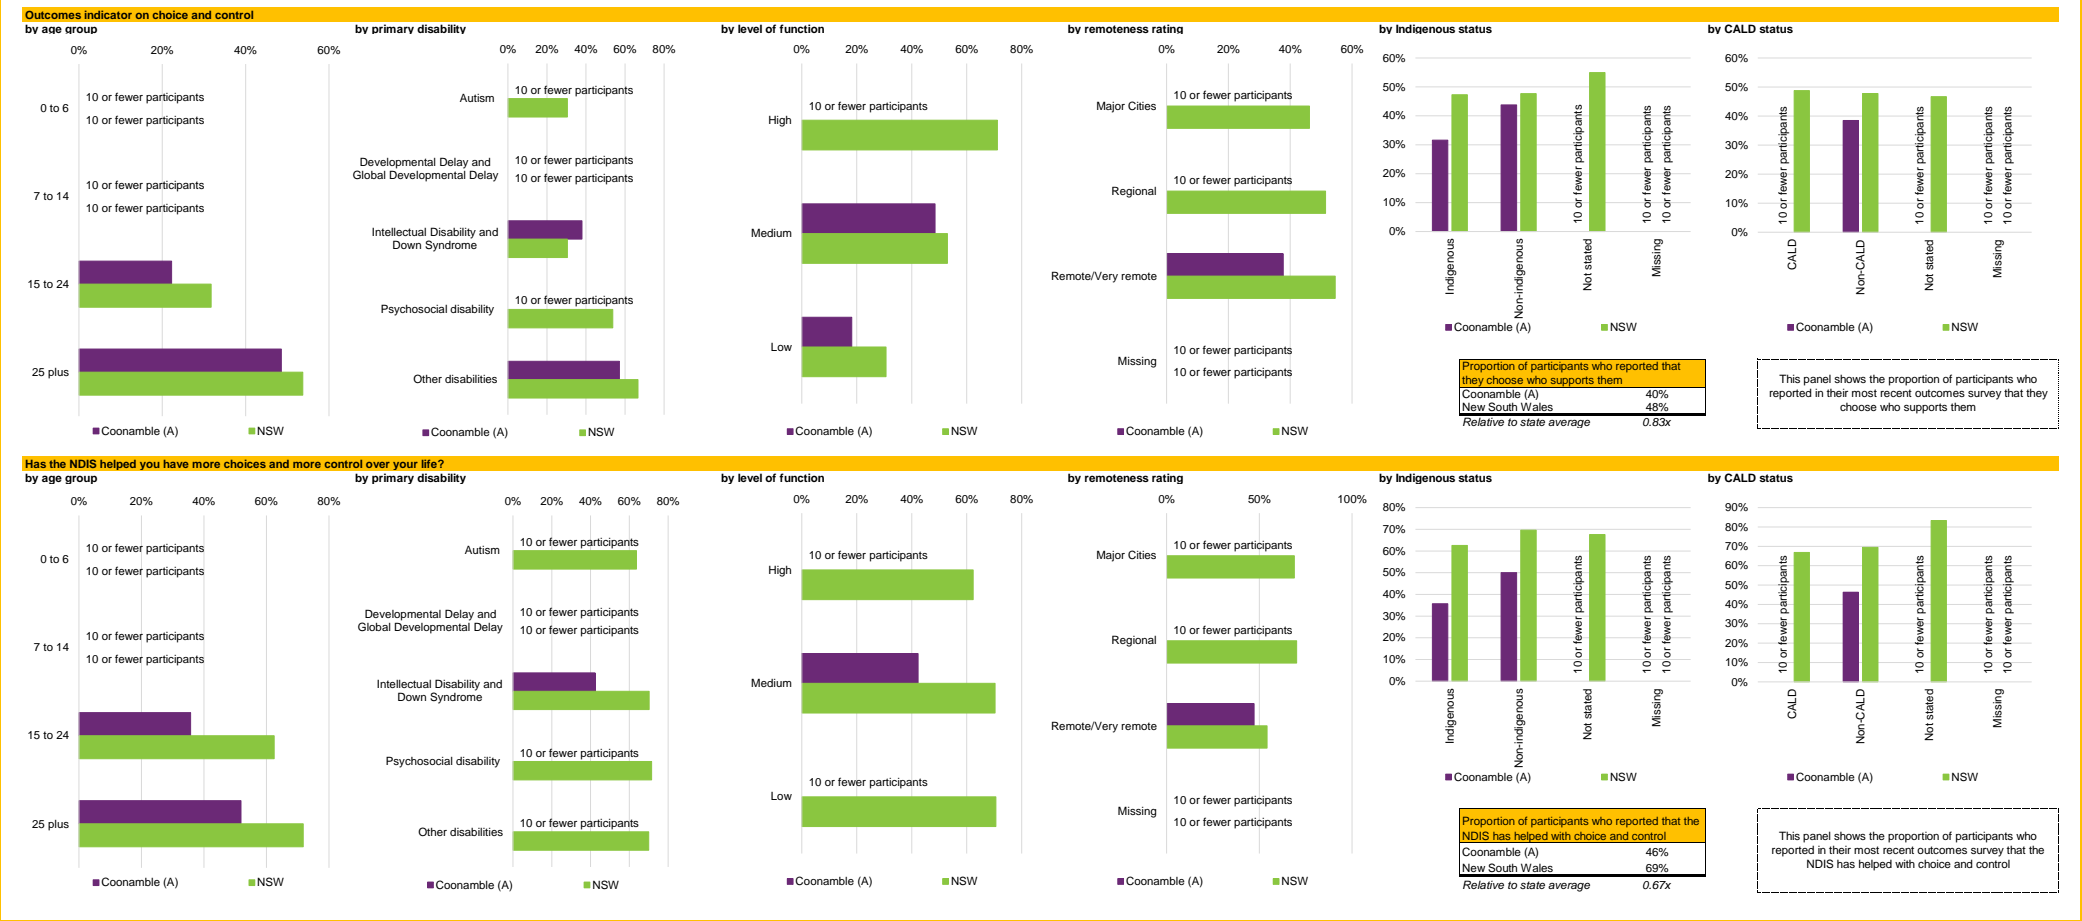 Outcomes indicator on choice and control
by age group
0% 20% 40% 60%
0 to 6
10 or fewer participants
10 or fewer participants
7 to 14
10 or fewer participants
10 or fewer participants
15 to 24
25 plus
Coonamble (A) NSW
by primary disability
0% 20% 40% 60% 80%
Autism
10 or fewer participants
Developmental Delay and
Global Developmental Delay
10 or fewer participants
10 or fewer participants
Intellectual Disability and
Down Syndrome
Psychosocial disability
10 or fewer participants
Other disabilities
Coonamble (A) NSW
by level of function
0% 20% 40% 60% 80%
High
10 or fewer participants
Medium
Low
Coonamble (A) NSW
by remoteness rating
0% 20% 40% 60%
Major Cities
10 or fewer participants
Regional
10 or fewer participants
Remote/Very remote
Missing
10 or fewer participants
10 or fewer participants
Coonamble (A) NSW
by Indigenous status
60%
50%
40%
30%
20%
10%
0%
10 or fewer participants
10 or fewer participants
10 or fewer participants
Indigenous
Non-indigenous
Not stated
Missing
Coonamble (A) NSW
Proportion of participants who reported that
they choose who supports them
Coonamble (A) 40%
New South Wales 48%
Relative to state average 0.83x
by CALD status
60%
50%
40%
30%
20%
10%
0%
10 or fewer participants
10 or fewer participants
10 or fewer participants
10 or fewer participants
CALD
Non-CALD
Not stated
Missing
Coonamble (A) NSW
This panel shows the proportion of participants who
reported in their most recent outcomes survey that they
choose who supports them
Has the NDIS helped you have more choices and more control over your life?
by age group
0% 20% 40% 60% 80%
0 to 6
10 or fewer participants
10 or fewer participants
7 to 14
10 or fewer participants
10 or fewer participants
15 to 24
25 plus
Coonamble (A) NSW
by primary disability
0% 20% 40% 60% 80%
Autism
10 or fewer participants
Developmental Delay and
Global Developmental Delay
10 or fewer participants
10 or fewer participants
Intellectual Disability and
Down Syndrome
Psychosocial disability
10 or fewer participants
Other disabilities
10 or fewer participants
Coonamble (A) NSW
by level of function
0% 20% 40% 60% 80%
High
10 or fewer participants
Medium
Low
10 or fewer participants
Coonamble (A) NSW
by remoteness rating
0% 50% 100%
Major Cities
10 or fewer participants
Regional
10 or fewer participants
Remote/Very remote
Missing
10 or fewer participants
10 or fewer participants
Coonamble (A) NSW
by Indigenous status
80%
70%
60%
50%
40%
30%
20%
10%
0%
10 or fewer participants
10 or fewer participants
10 or fewer participants
Indigenous
Non-indigenous
Not stated
Missing
Coonamble (A) NSW
Proportion of participants who reported that the
NDIS has helped with choice and control
Coonamble (A) 46%
New South Wales 69%
Relative to state average 0.67x
by CALD status
90%
80%
70%
60%
50%
40%
30%
20%
10%
0%
10 or fewer participants
10 or fewer participants
10 or fewer participants
10 or fewer participants
CALD
Non-CALD
Not stated
Missing
Coonamble (A) NSW
This panel shows the proportion of participants who
reported in their most recent outcomes survey that the
NDIS has helped with choice and control